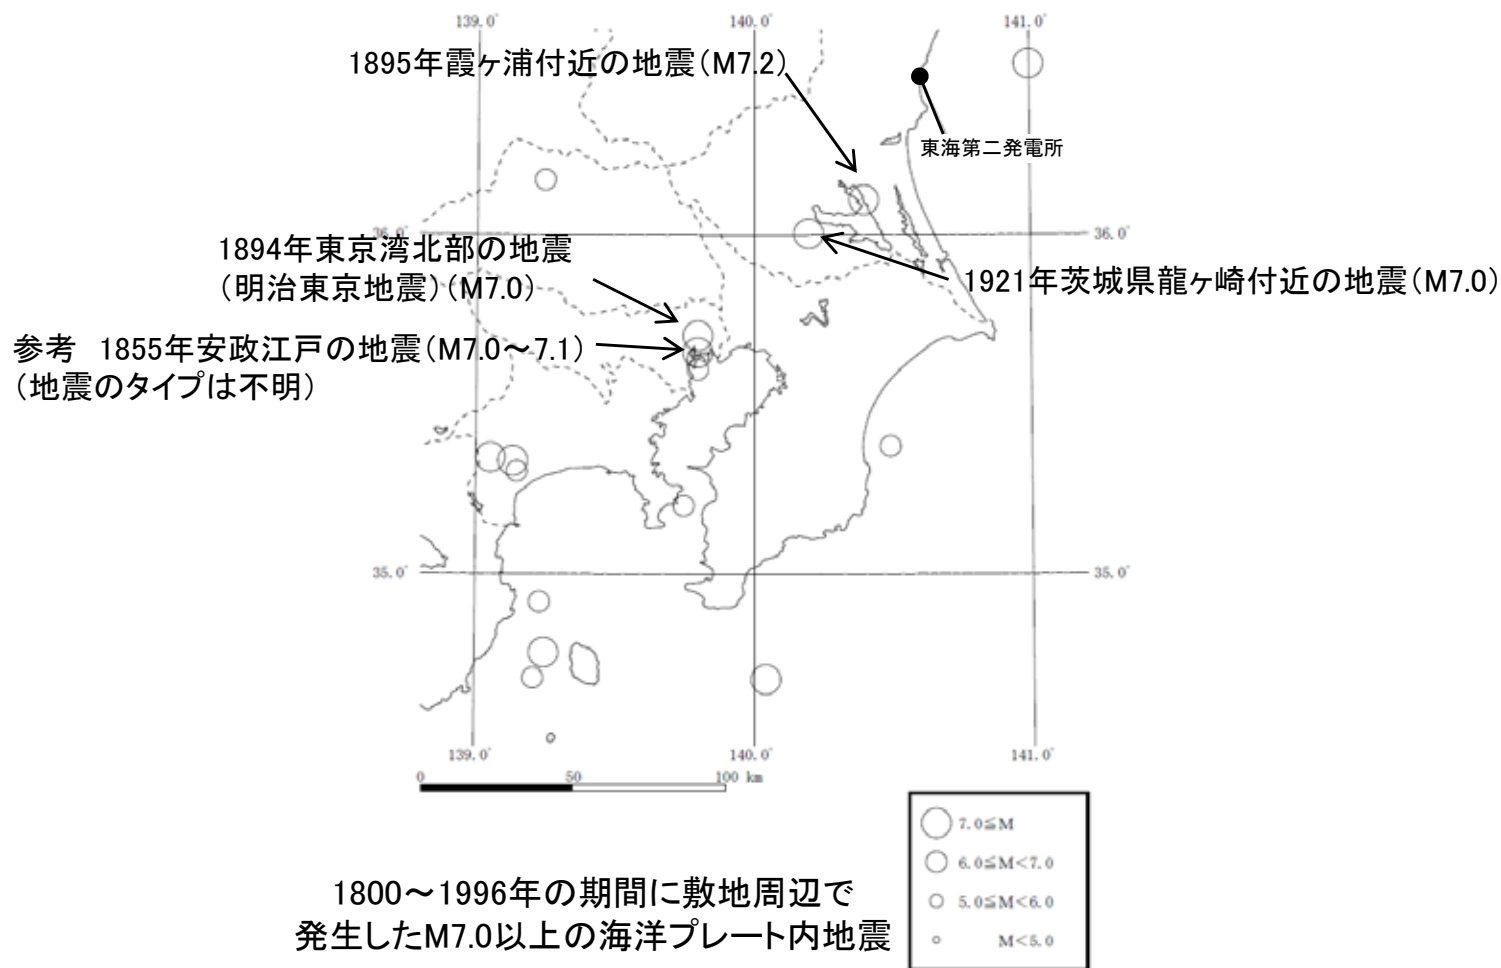 139.0°
140.0°
141.0°
1895年霞ヶ浦付近の地震（M7.2）
東海第二発電所
36.0°
36.0°
1894年東京湾北部の地震
（明治東京地震）（M7.0）
1921年茨城県龍ヶ崎付近の地震（M7.0）
参考　1855年安政江戸の地震（M7.0～7.1）
（地震のタイプは不明）
35.0°
35.0°
139.0°
140.0°
141.0°
0
50
100 km
7.0≦M
6.0≦M<7.0
5.0≦M<6.0
M<5.0
1800～1996年の期間に敷地周辺で
発生したM7.0以上の海洋プレート内地震